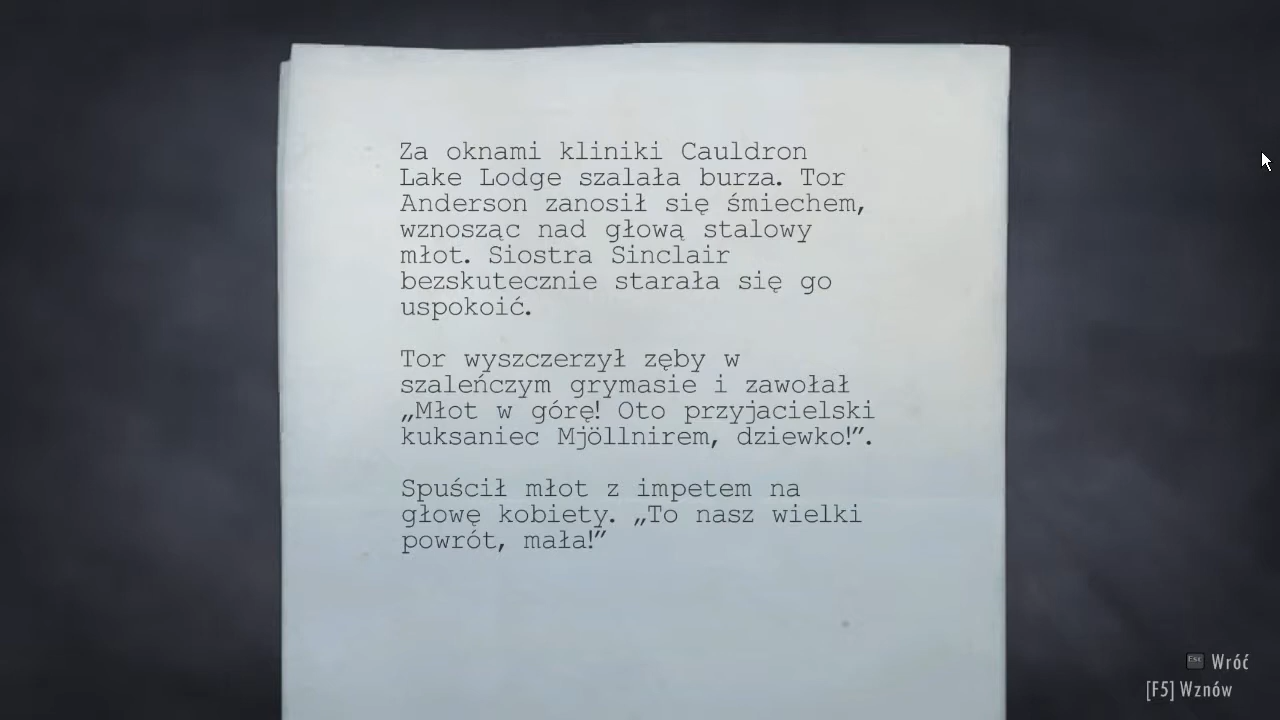 Za oknami kliniki Cauldron
Lake Lodge szalała burza. Tor
Anderson zanosił się śmiechem,
wznosząc nad głową stalowy
młot. Siostra Sinclair
bezskutecznie starała się go
uspokoić.
Tor wyszczerzył zęby w
szaleńczym grymasie i zawołał
„Młot w górę! Oto przyjacielski
kuksaniec Mjöllnirem, dziewko!”.
Spuścił młot z impetem na
głowę kobiety. „To nasz wielki
powrót, mała!”
Esc Wróć
[F5] Wznów